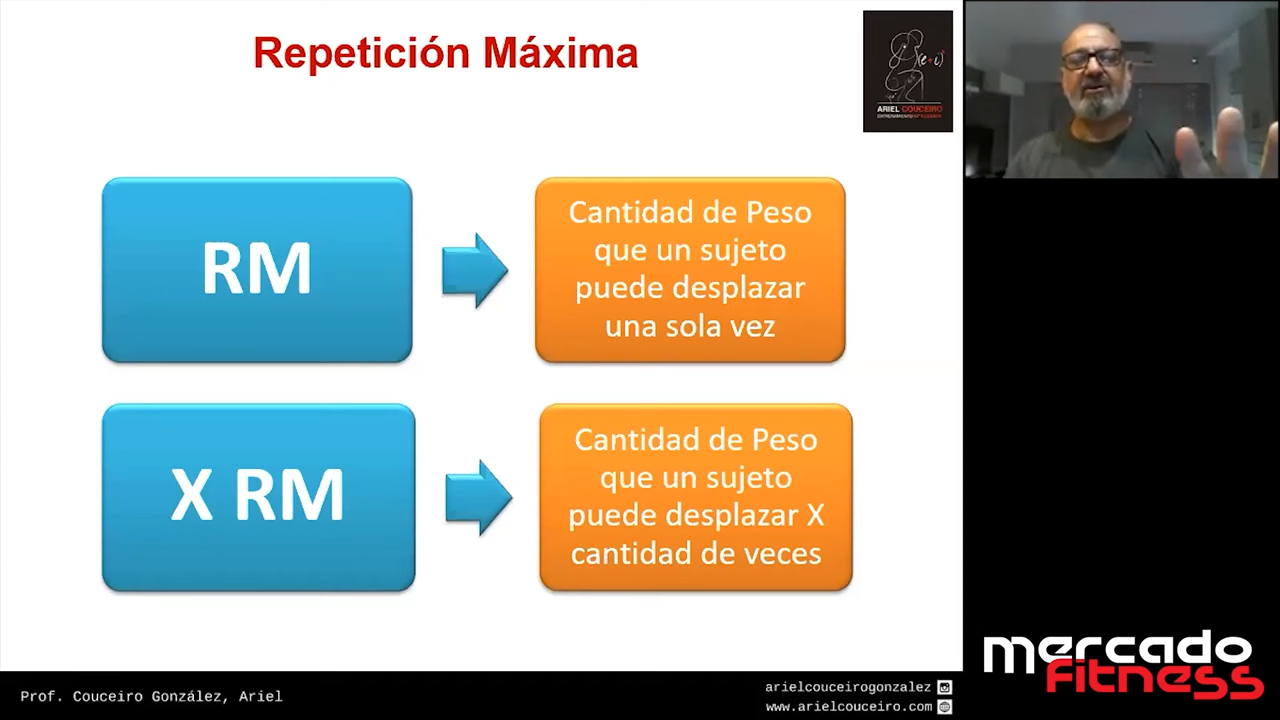 Repetición Máxima
(e+i)
ARIEL COUCEIRO
RM
Cantidad de Peso
que un sujeto
puede desplazar
una sola vez
X RM
Cantidad de Peso
que un sujeto
puede desplazar X
cantidad de veces
mercado
fitness
Prof. Couceiro González, Ariel
arielcouceirogonzalez
www.arielcouceiro.com